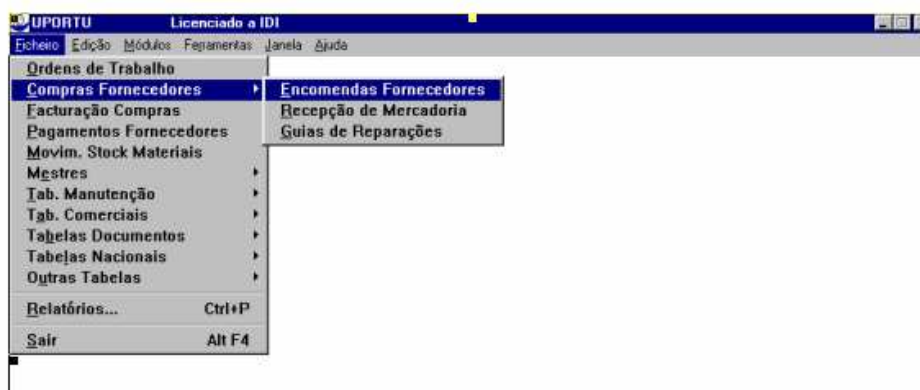 UPORTU Licenciado a IDI
Ficheiro Edição Módulos Ferramentas Janela Ajuda
Ordens de Trabalho
Compras Fornecedores
Encomendas Fornecedores
Facturação Compras
Recepção de Mercadoria
Pagamentos Fornecedores
Guias de Reparações
Movim. Stock Materiais
Mestres
Tab. Manutenção
Tab. Comerciais
Tabelas Documentos
Tabelas Nacionais
Outras Tabelas
Relatórios... Ctrl+P
Sair Alt F4